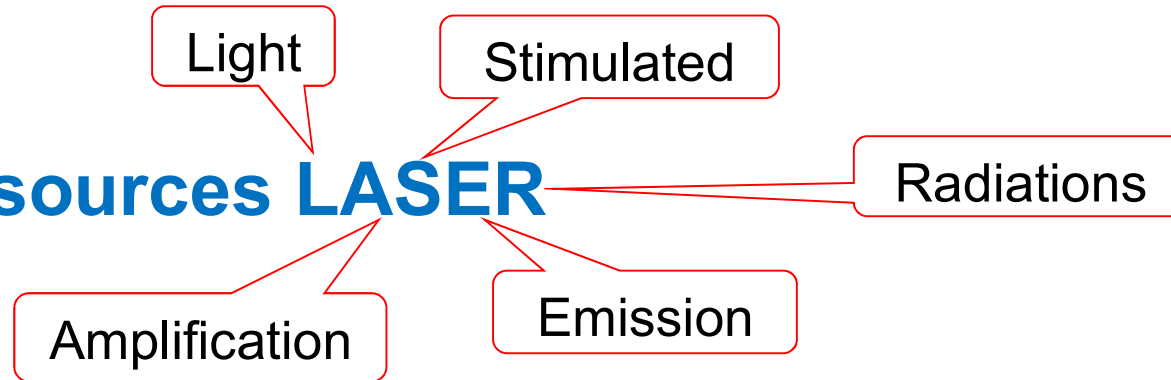 Light
Stimulated
sources LASER
Radiations
Amplification
Emission